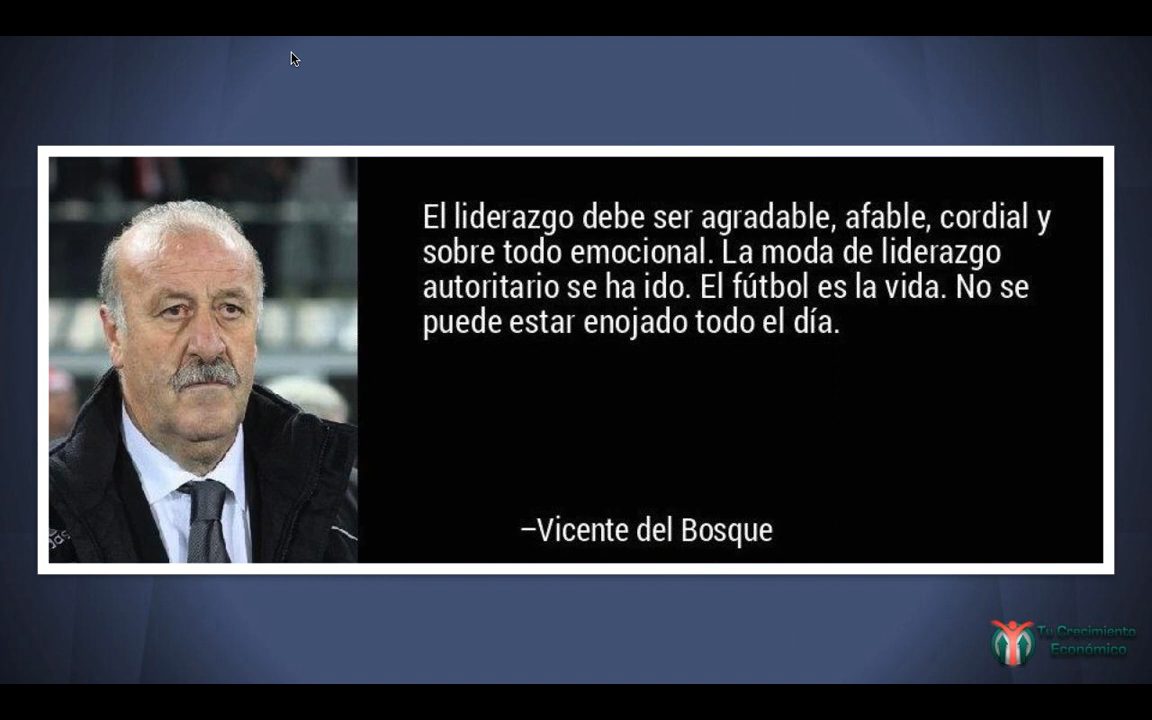 El liderazgo debe ser agradable, afable, cordial y
sobre todo emocional. La moda de liderazgo
autoritario se ha ido. El fútbol es la vida. No se
puede estar enojado todo el día.
–Vicente del Bosque
das
Tu Crecimiento
Económico